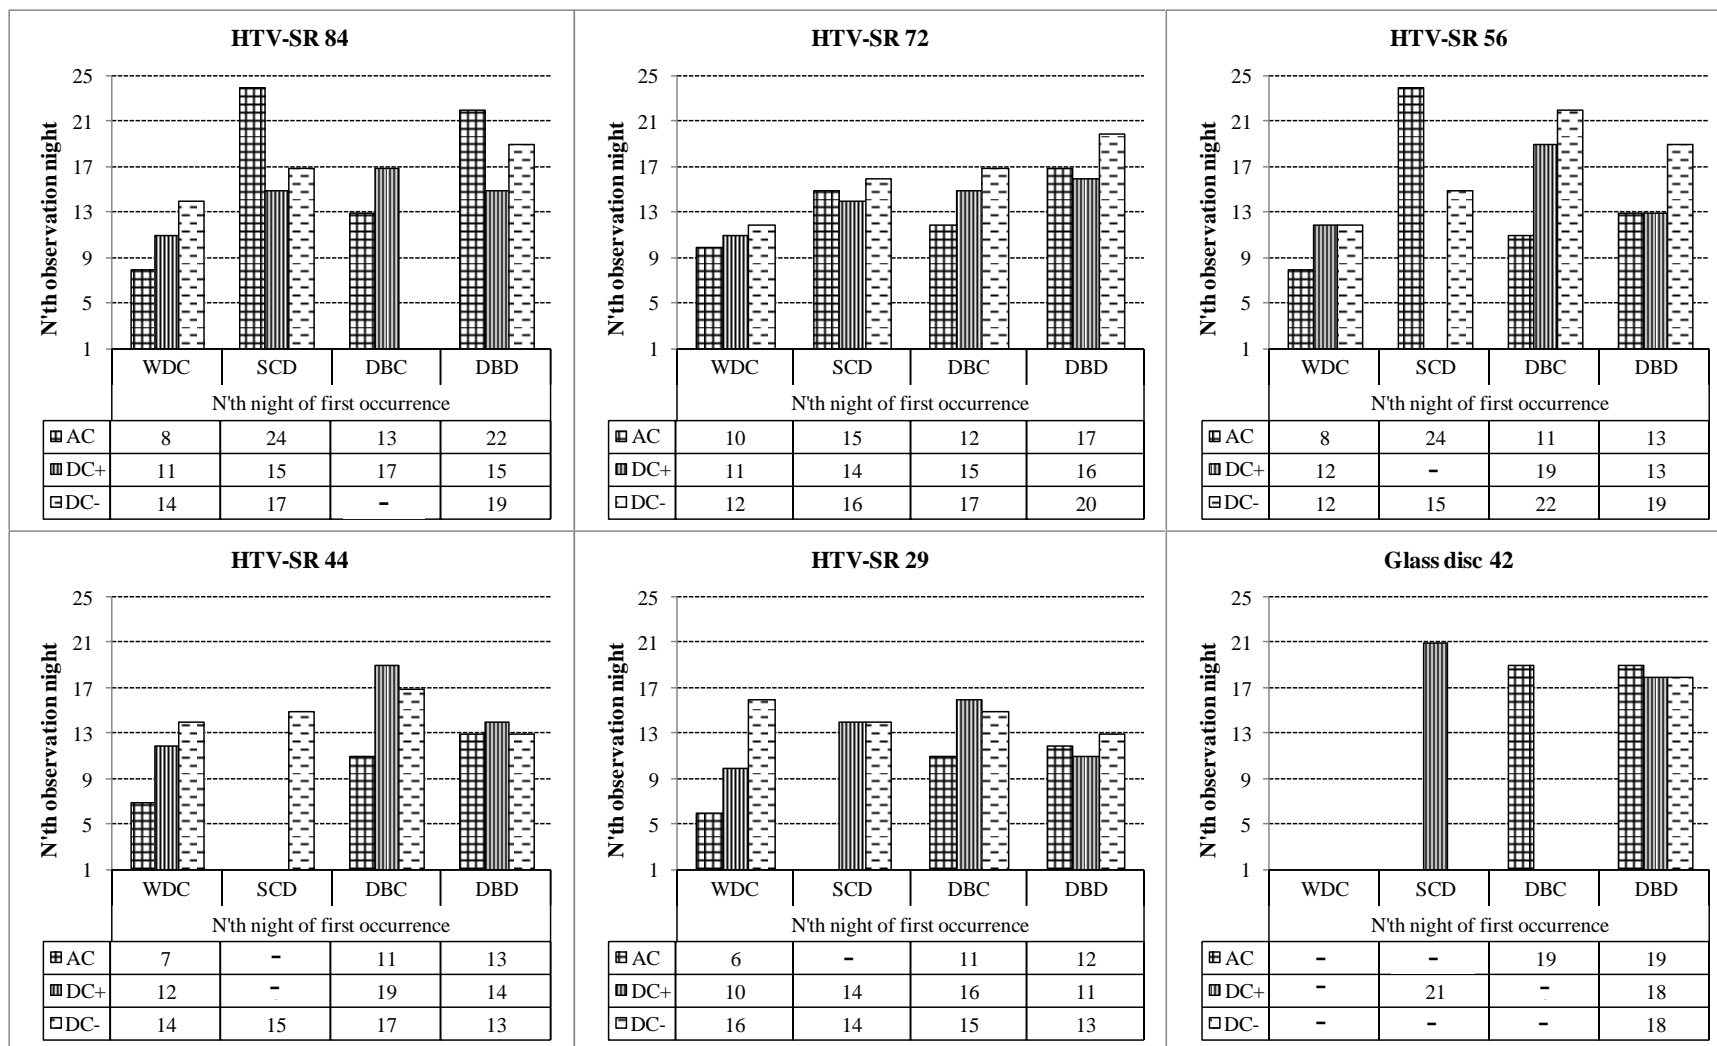 HTV-SR 84
N'th observation night
25
21
17
13
9
5
1
WDC SCD DBC DBD
N'th night of first occurrence
AC 8 24 13 22
DC+ 11 15 17 15
DC- 14 17 - 19
HTV-SR 72
N'th observation night
25
21
17
13
9
5
1
WDC SCD DBC DBD
N'th night of first occurrence
AC 10 15 12 17
DC+ 11 14 15 16
DC- 12 16 17 20
HTV-SR 56
N'th observation night
25
21
17
13
9
5
1
WDC SCD DBC DBD
N'th night of first occurrence
AC 8 24 11 13
DC+ 12 - 19 13
DC- 12 15 22 19
HTV-SR 44
N'th observation night
25
21
17
13
9
5
1
WDC SCD DBC DBD
N'th night of first occurrence
AC 7 - 11 13
DC+ 12 - 19 14
DC- 14 15 17 13
HTV-SR 29
N'th observation night
25
21
17
13
9
5
1
WDC SCD DBC DBD
N'th night of first occurrence
AC 6 - 11 12
DC+ 10 14 16 11
DC- 16 14 15 13
Glass disc 42
N'th observation night
25
21
17
13
9
5
1
WDC SCD DBC DBD
N'th night of first occurrence
AC - - 19 19
DC+ - 21 - 18
DC- - - - 18